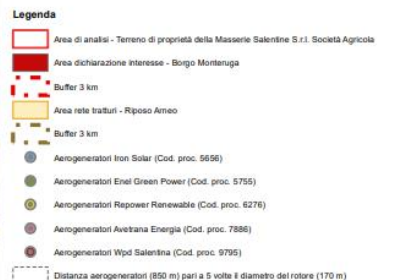 Legenda
Area di analisi - Terreno di proprietà della Masserie Salentine S.r.l. Società Agricola
Area dichiarazione interesse - Borgo Monteruga
Buffer 3 km
Area rete tratturi - Riposo Arneo
Buffer 3 km
Aerogeneratori Iron Solar (Cod. proc. 5656)
Aerogeneratori Enel Green Power (Cod. proc. 5755)
Aerogeneratori Repower Renewable (Cod. proc. 6276)
Aerogeneratori Avetrana Energia (Cod. proc. 7886)
Aerogeneratori Wpd Salentina (Cod. proc. 9795)
Distanza aerogeneratori (850 m) pari a 5 volte il diametro del rotore (170 m)